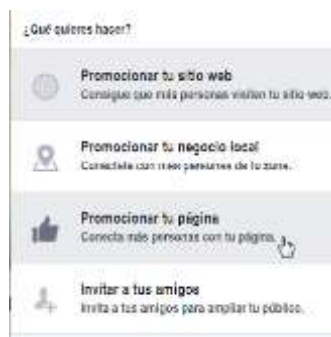 ¿Qué quieres hacer?
Promocionar tu sitio web
Consigue que más personas visiten tu sitio web.
Promocionar tu negocio local
Conéctate con más personas de tu zona.
Promocionar tu página
Conecta más personas con tu página.
Invitar a tus amigos
Invita a tus amigos para ampliar tu público.